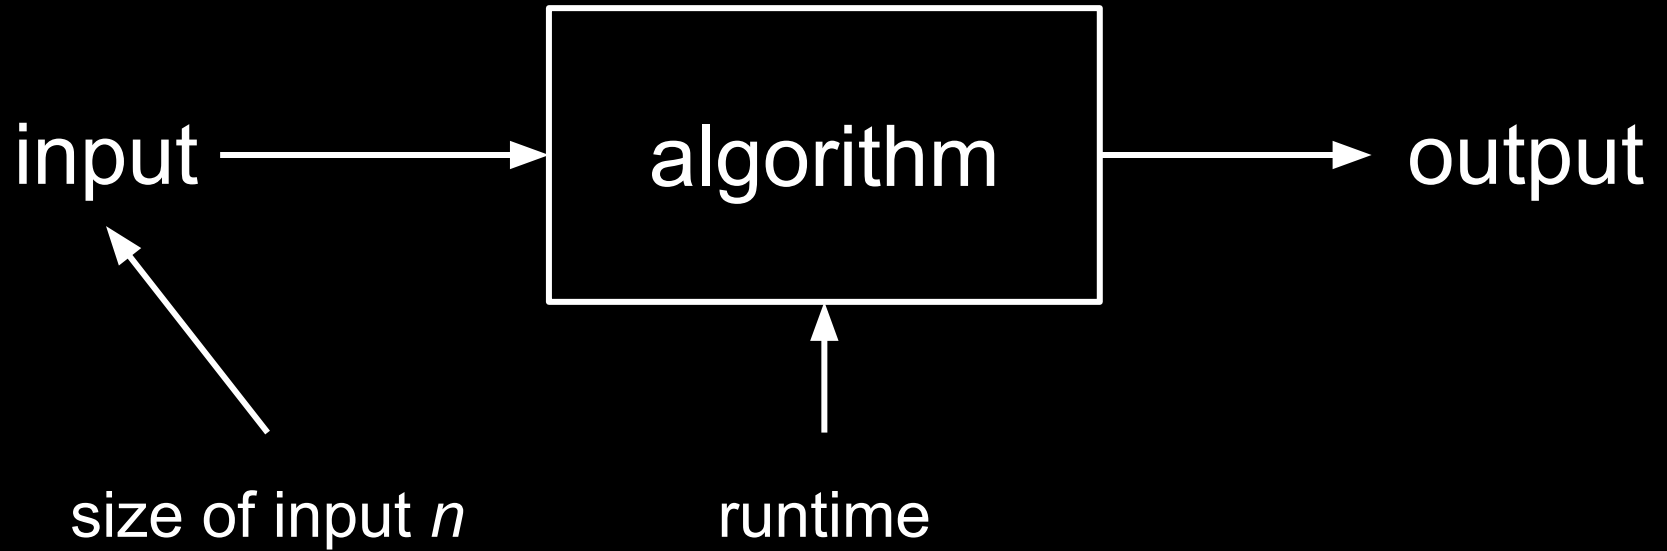 input
algorithm
output
size of input n
runtime